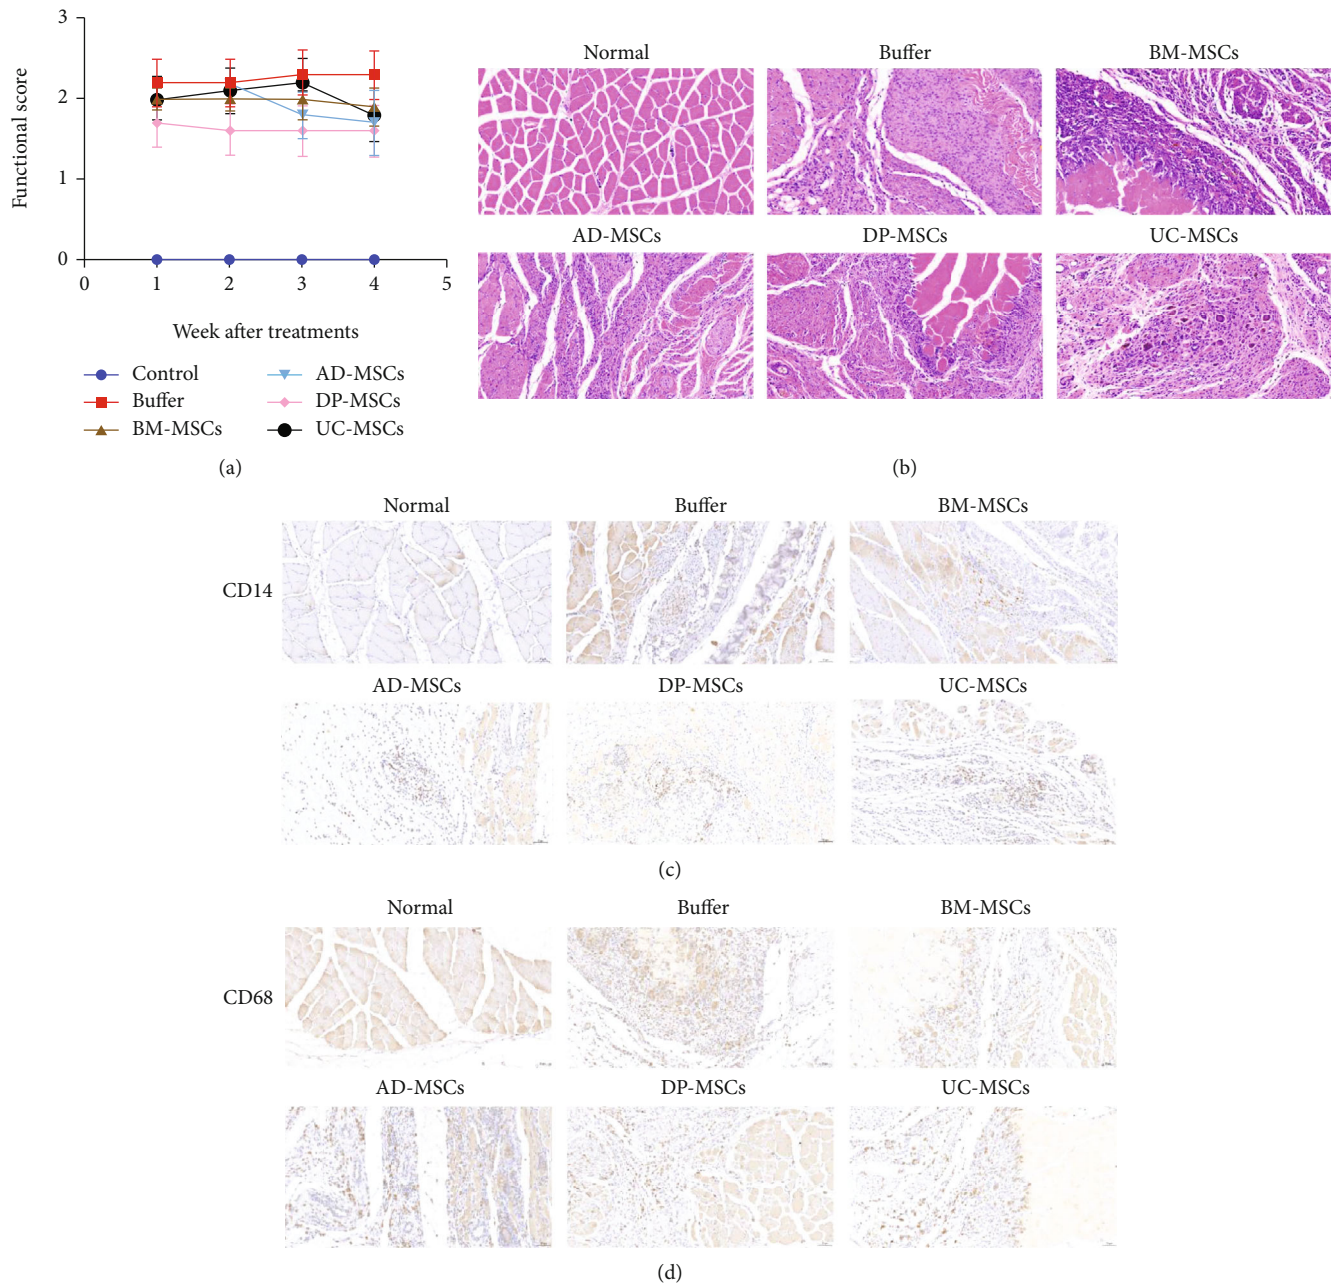 3
2
1
0
Functional score
0 1 2 3 4 5
Week after treatments
Control
Buffer
BM-MSCs
AD-MSCs
DP-MSCs
UC-MSCs
(a)
Normal Buffer BM-MSCs
AD-MSCs DP-MSCs UC-MSCs
(b)
Normal Buffer BM-MSCs
CD14
AD-MSCs DP-MSCs UC-MSCs
(c)
Normal Buffer BM-MSCs
CD68
AD-MSCs DP-MSCs UC-MSCs
(d)